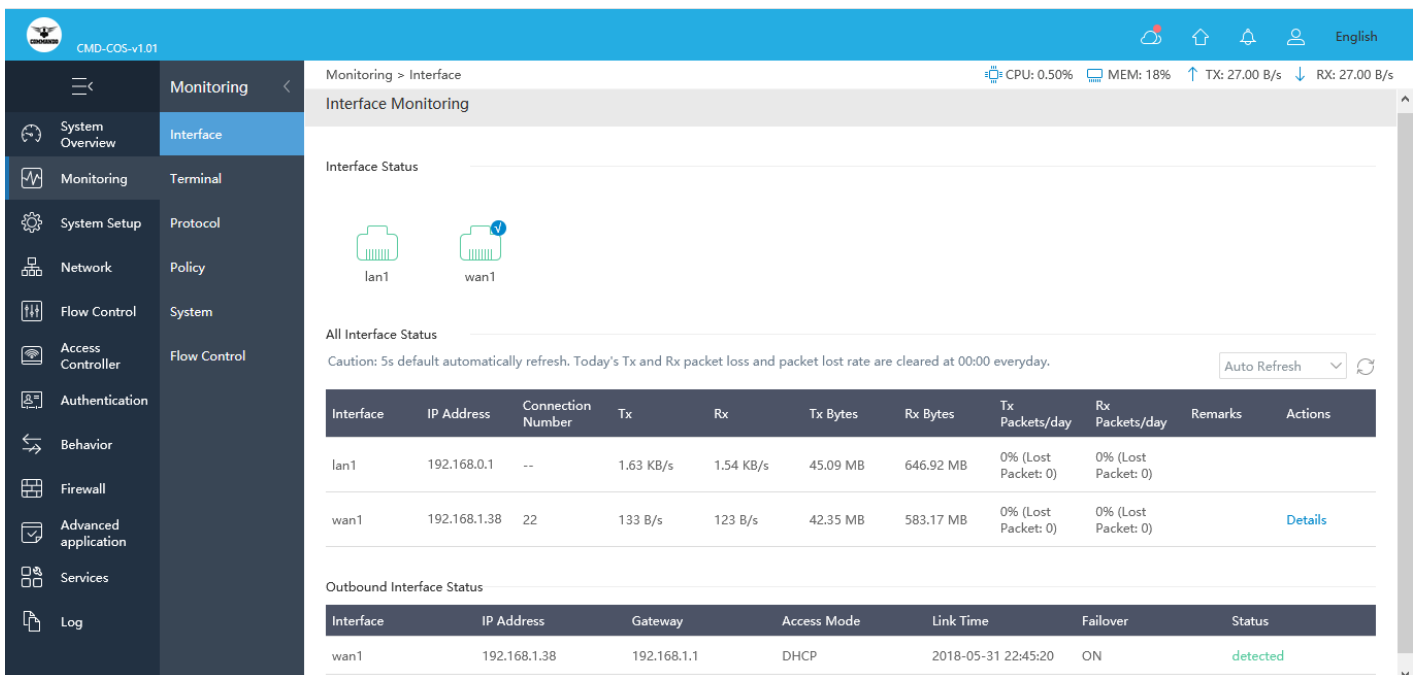 COMMANDO
CMD-COS-v1.01
English
Monitoring
Monitoring > Interface
CPU: 0.50%
MEM: 18%
TX: 27.00 B/s
RX: 27.00 B/s
Interface Monitoring
System
Overview
Monitoring
System Setup
Network
Flow Control
Access
Controller
Authentication
Behavior
Firewall
Advanced
application
Services
Log
Interface
Terminal
Protocol
Policy
System
Flow Control
Interface Status
lan1
wan1
All Interface Status
Caution: 5s default automatically refresh. Today's Tx and Rx packet loss and packet lost rate are cleared at 00:00 everyday.
Auto Refresh
Interface IP Address Connection Number Tx Rx Tx Bytes Rx Bytes Tx Packets/day Rx Packets/day Remarks Actions
lan1 192.168.0.1 -- 1.63 KB/s 1.54 KB/s 45.09 MB 646.92 MB 0% (Lost Packet: 0) 0% (Lost Packet: 0)
wan1 192.168.1.38 22 133 B/s 123 B/s 42.35 MB 583.17 MB 0% (Lost Packet: 0) 0% (Lost Packet: 0) Details
Outbound Interface Status
Interface IP Address Gateway Access Mode Link Time Failover Status
wan1 192.168.1.38 192.168.1.1 DHCP 2018-05-31 22:45:20 ON detected